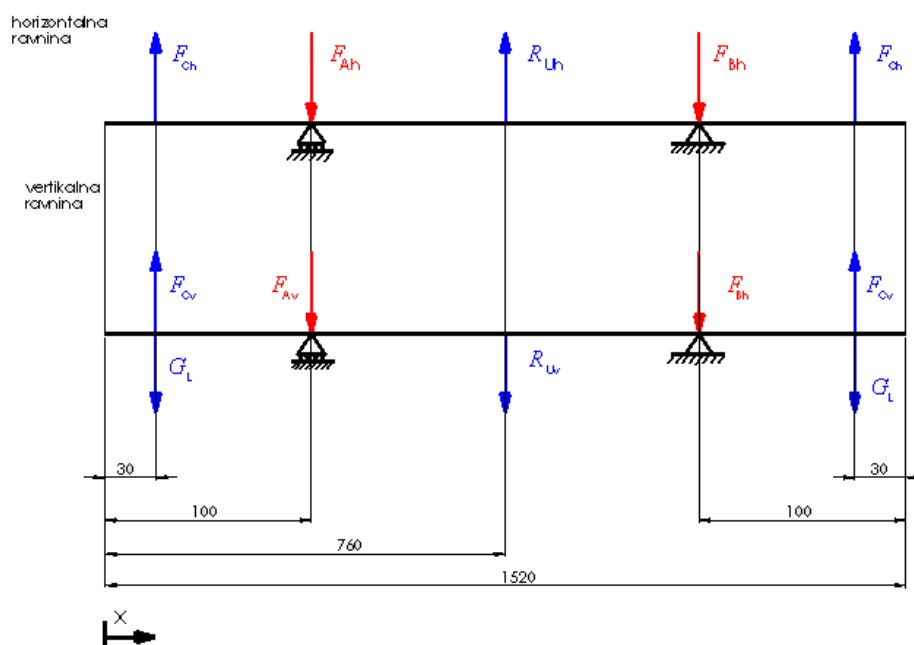 horizontalna
ravnina
F_Ch
F_Ah
R_Uh
F_Bh
F_Ch
vertikalna
ravnina
F_Cv
F_Av
F_Bh
F_Cv
G_L
R_Uv
G_L
30
30
100
100
760
1520
X